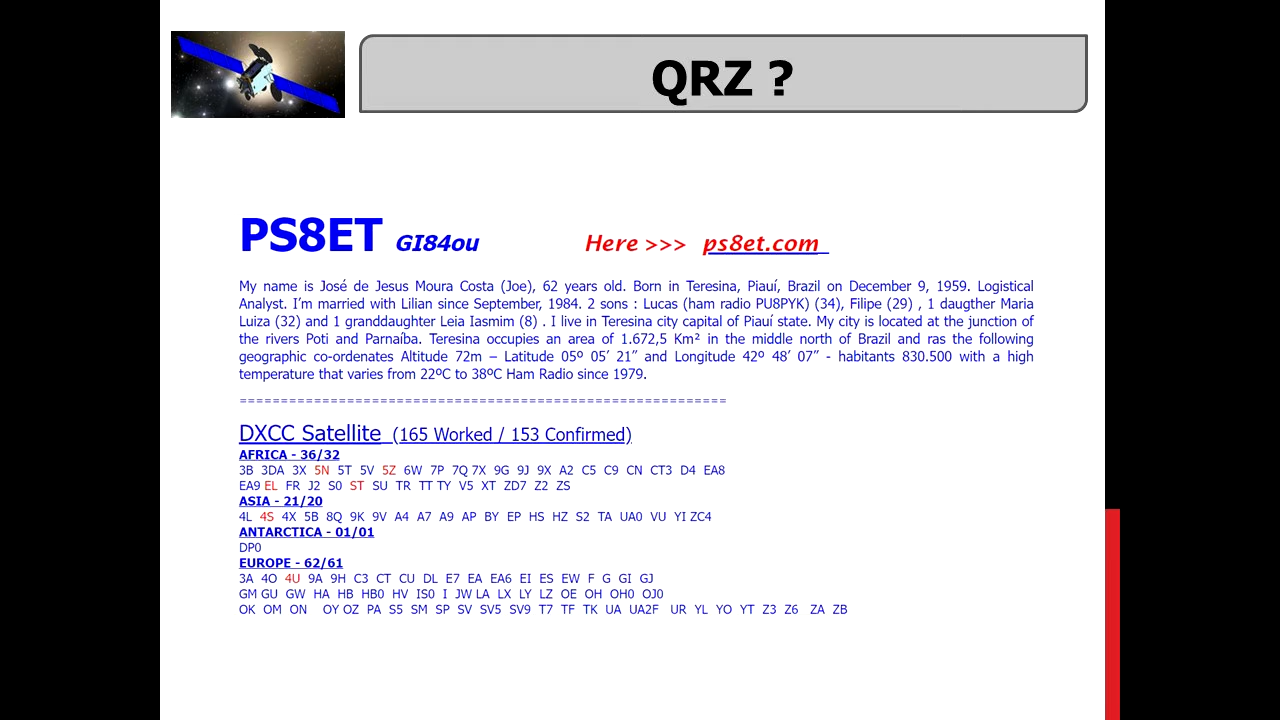 QRZ ?
PS8ET GI84ou Here >>> ps8et.com
My name is José de Jesus Moura Costa (Joe), 62 years old. Born in Teresina, Piauí, Brazil on December 9, 1959. Logistical
Analyst. I’m married with Lilian since September, 1984. 2 sons : Lucas (ham radio PU8PYK) (34), Filipe (29) , 1 daugther Maria
Luiza (32) and 1 granddaughter Leia Iasmim (8) . I live in Teresina city capital of Piauí state. My city is located at the junction of
the rivers Poti and Parnaíba. Teresina occupies an area of 1.672,5 Km² in the middle north of Brazil and ras the following
geographic co-ordenates Altitude 72m – Latitude 05º 05’ 21” and Longitude 42º 48’ 07” - habitants 830.500 with a high
temperature that varies from 22ºC to 38ºC Ham Radio since 1979.
===========================================================
DXCC Satellite (165 Worked / 153 Confirmed)
AFRICA - 36/32
3B 3DA 3X 5N 5T 5V 5Z 6W 7P 7Q 7X 9G 9J 9X A2 C5 C9 CN CT3 D4 EA8
EA9 EL FR J2 S0 ST SU TR TT TY V5 XT ZD7 Z2 ZS
ASIA - 21/20
4L 4S 4X 5B 8Q 9K 9V A4 A7 A9 AP BY EP HS HZ S2 TA UA0 VU YI ZC4
ANTARCTICA - 01/01
DP0
EUROPE - 62/61
3A 4O 4U 9A 9H C3 CT CU DL E7 EA EA6 EI ES EW F G GI GJ
GM GU GW HA HB HB0 HV IS0 I JW LA LX LY LZ OE OH OH0 OJ0
OK OM ON OY OZ PA S5 SM SP SV SV5 SV9 T7 TF TK UA UA2F UR YL YO YT Z3 Z6 ZA ZB